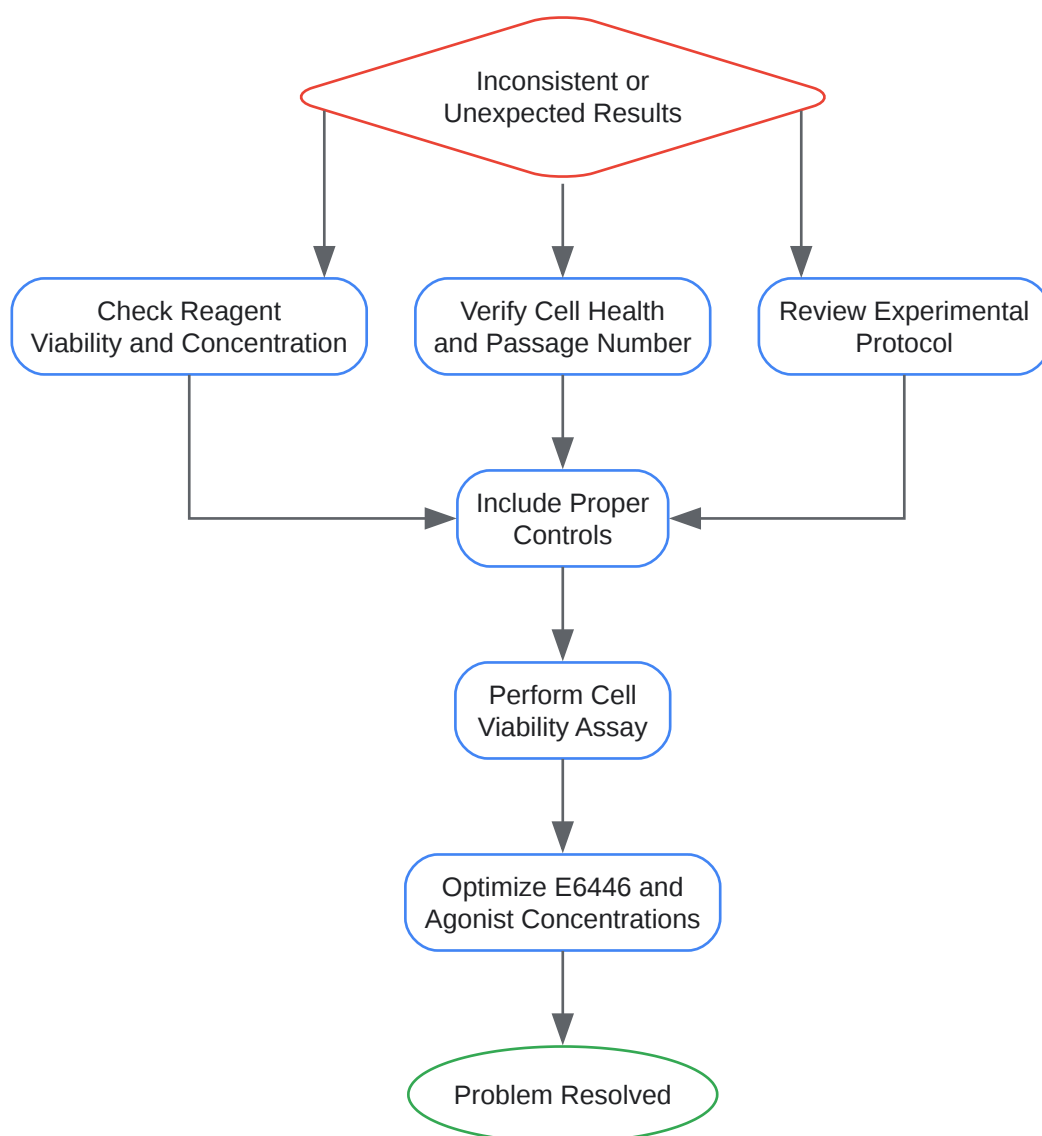 Inconsistent or
Unexpected Results
Check Reagent
Viability and Concentration
Verify Cell Health
and Passage Number
Review Experimental
Protocol
Include Proper
Controls
Perform Cell
Viability Assay
Optimize E6446 and
Agonist Concentrations
Problem Resolved